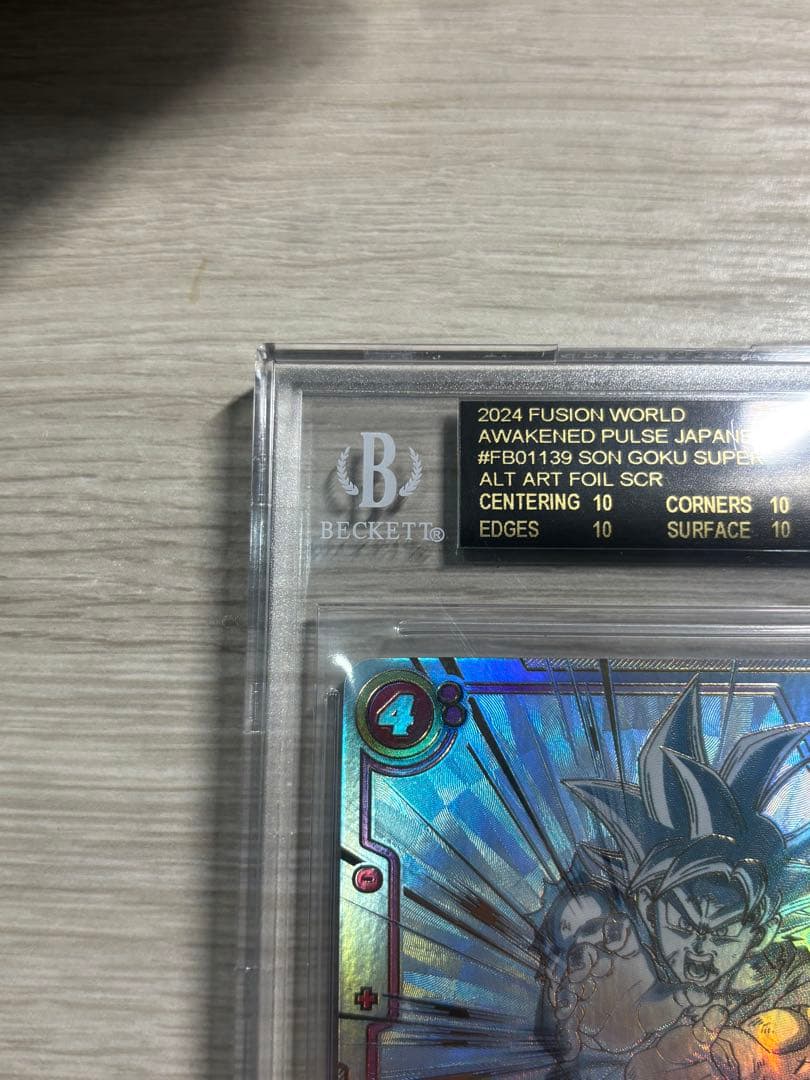 2024 FUSION WORLD
AWAKENED PULSE JAPANE
#FB01139 SON GOKU SUPER
ALT ART FOIL SCR
CENTERING 10 CORNERS 10
EDGES 10 SURFACE 10
B
BECKETT®
4